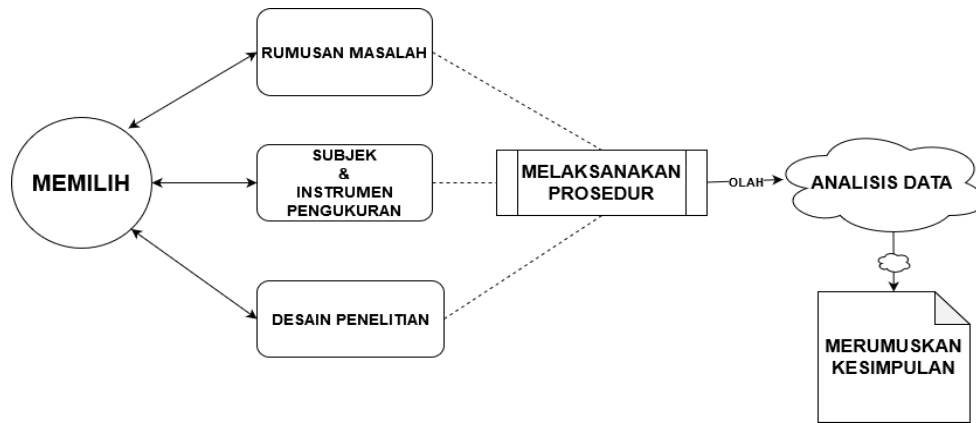 RUMUSAN MASALAH
MEMILIH
SUBJEK
&
INSTRUMEN
PENGUKURAN
DESAIN PENELITIAN
MELAKSANAKAN
PROSEDUR
OLAH
ANALISIS DATA
MERUMUSKAN
KESIMPULAN